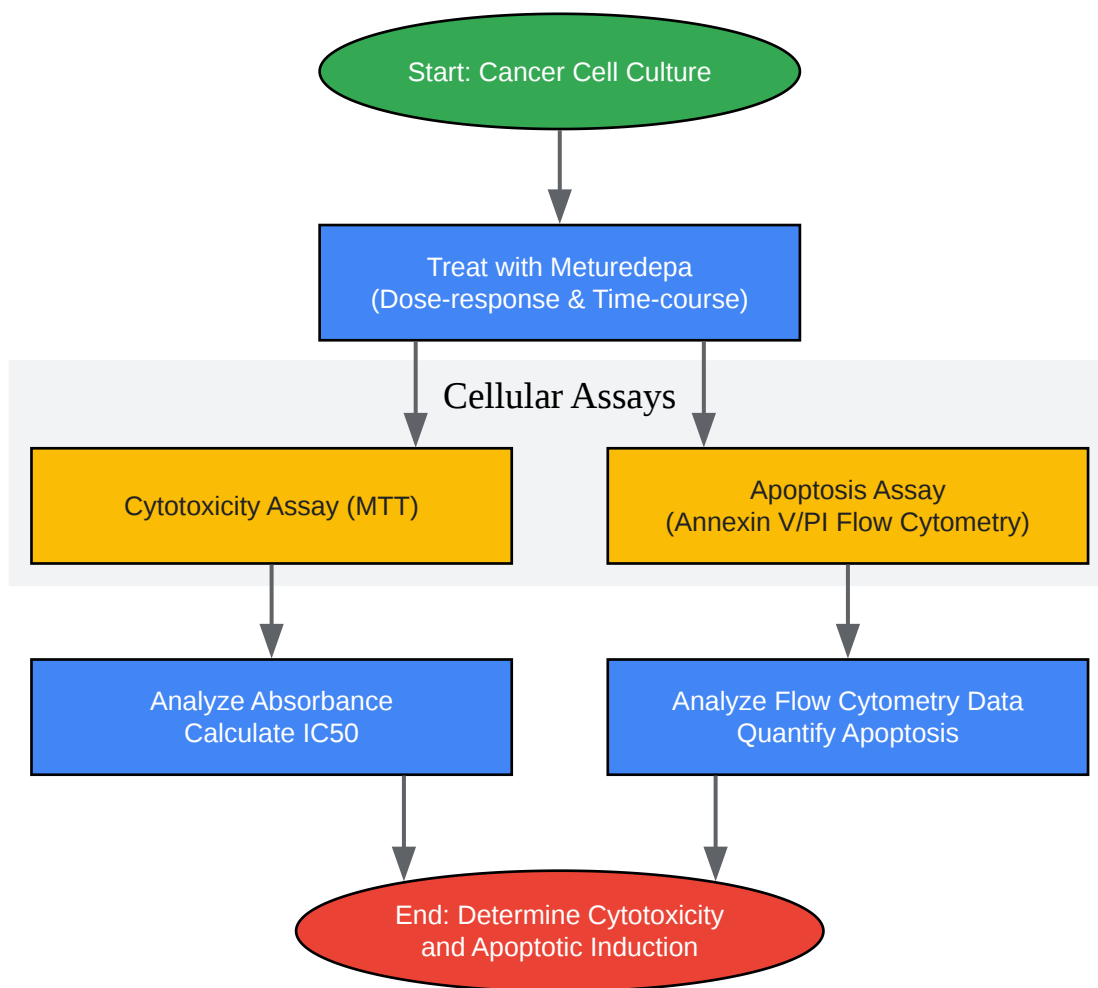 Start: Cancer Cell Culture
Treat with Meturedepa
(Dose-response & Time-course)
Cellular Assays
Cytotoxicity Assay (MTT)
Apoptosis Assay
(Annexin V/PI Flow Cytometry)
Analyze Absorbance
Calculate IC50
Analyze Flow Cytometry Data
Quantify Apoptosis
End: Determine Cytotoxicity
and Apoptotic Induction